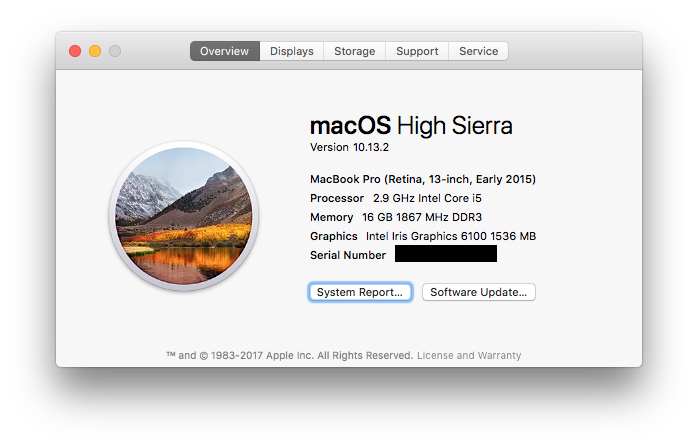 Overview Displays Storage Support Service
macOS High Sierra
Version 10.13.2
MacBook Pro (Retina, 13-inch, Early 2015)
Processor 2.9 GHz Intel Core i5
Memory 16 GB 1867 MHz DDR3
Graphics Intel Iris Graphics 6100 1536 MB
Serial Number
System Report... Software Update...
™ and © 1983-2017 Apple Inc. All Rights Reserved. License and Warranty